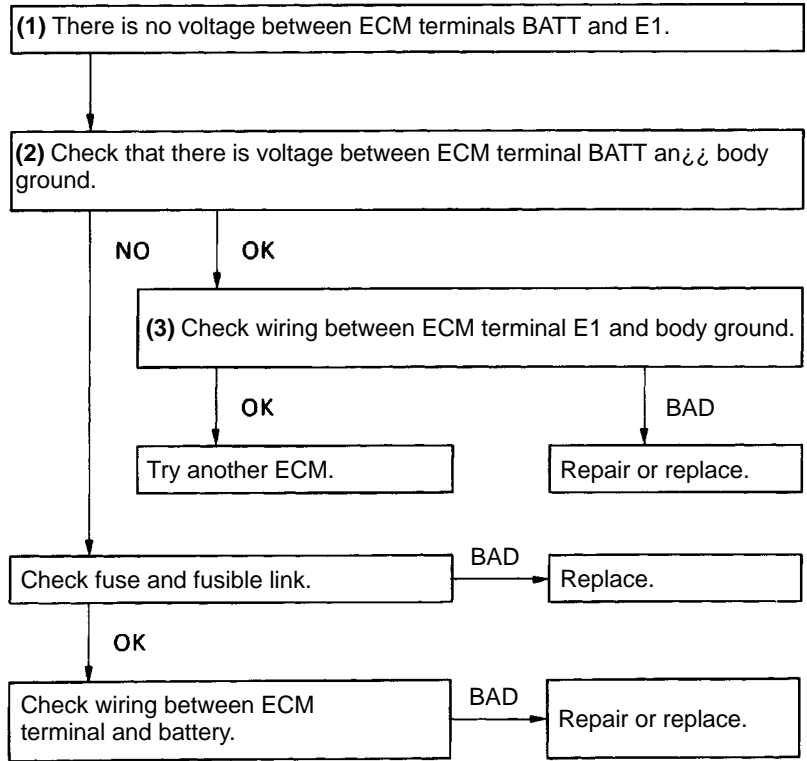 (1) There is no voltage between ECM terminals BATT and E1.
(2) Check that there is voltage between ECM terminal BATT an¿¿ body
ground.
NO
OK
(3) Check wiring between ECM terminal E1 and body ground.
OK
BAD
Try another ECM.
Repair or replace.
Check fuse and fusible link.
BAD
Replace.
OK
Check wiring between ECM
terminal and battery.
BAD
Repair or replace.